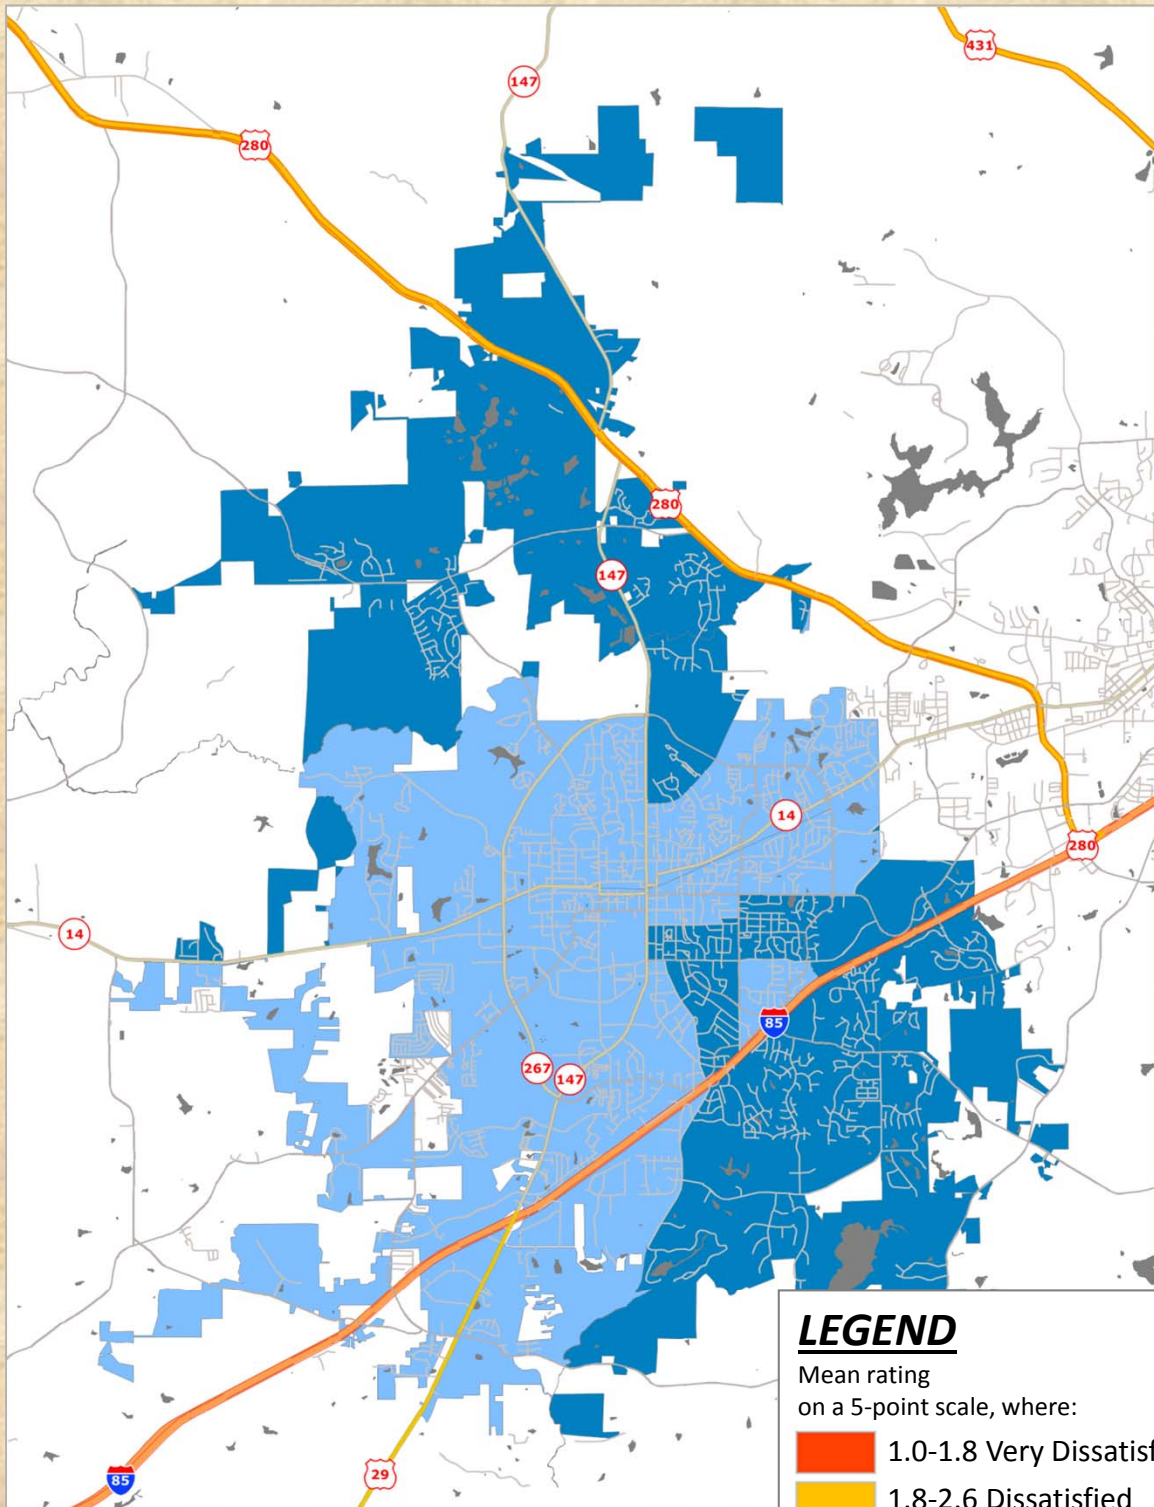 147
431
280
280
147
14
280
14
85
267
147
85
29
LEGEND
Mean rating
on a 5-point scale, where:
1.0-1.8 Very Dissatisf
1.8-2.6 Dissatisfied